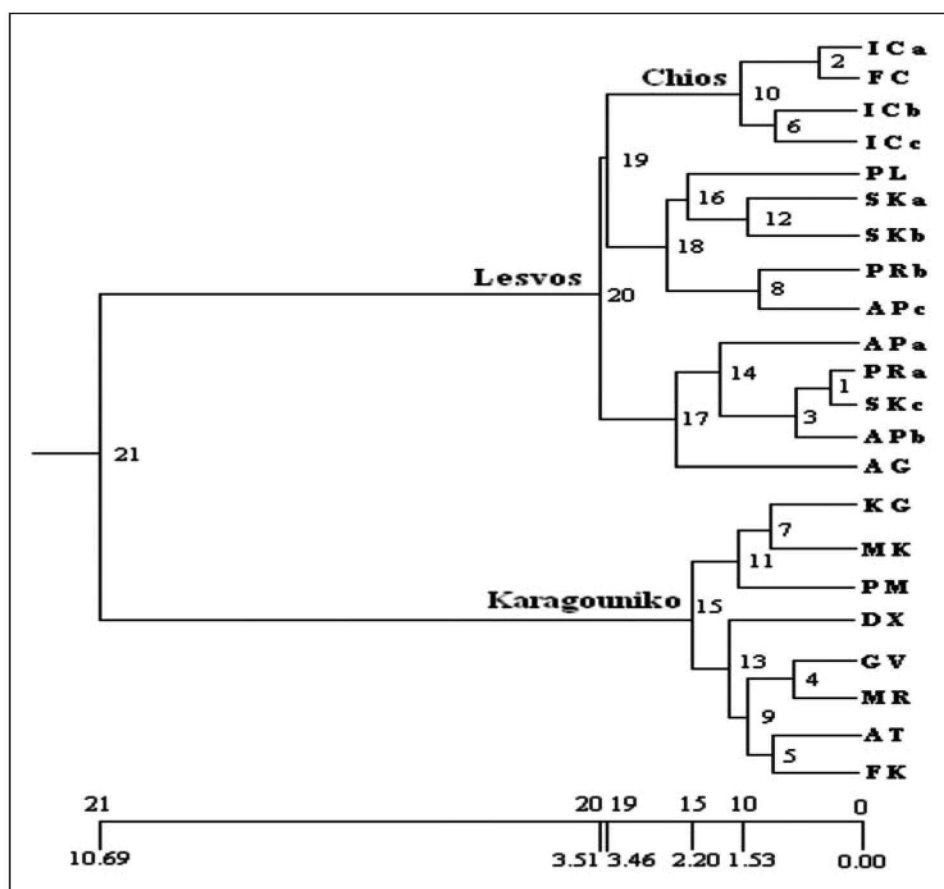 I C a
2
F C
Chios
10
I C b
6
I C c
19
P L
16
S K a
12
S K b
18
P R b
Lesvos
20
8
A P c
A P a
14
P R a
1
S K c
17
3
A P b
21
A G
K G
7
M K
11
P M
Karagouniko
15
D X
13
G V
4
M R
9
A T
5
F K
21 20 19 15 10 0
10.69 3.51 3.46 2.20 1.53 0.00